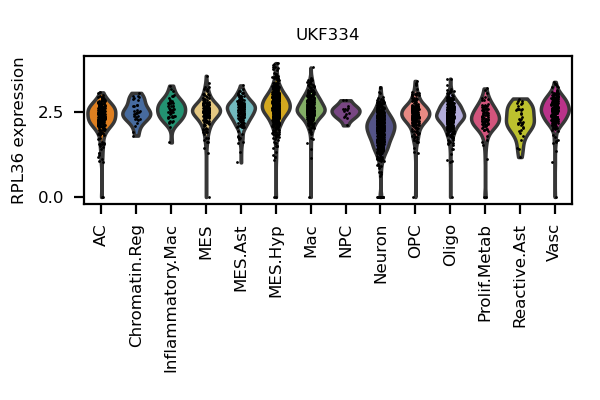 UKF334
RPL36 expression
2.5
0.0
AC
Chromatin.Reg
Inflammatory.Mac
MES
MES.Ast
MES.Hyp
Mac
NPC
Neuron
OPC
Oligo
Prolif.Metab
Reactive.Ast
Vasc